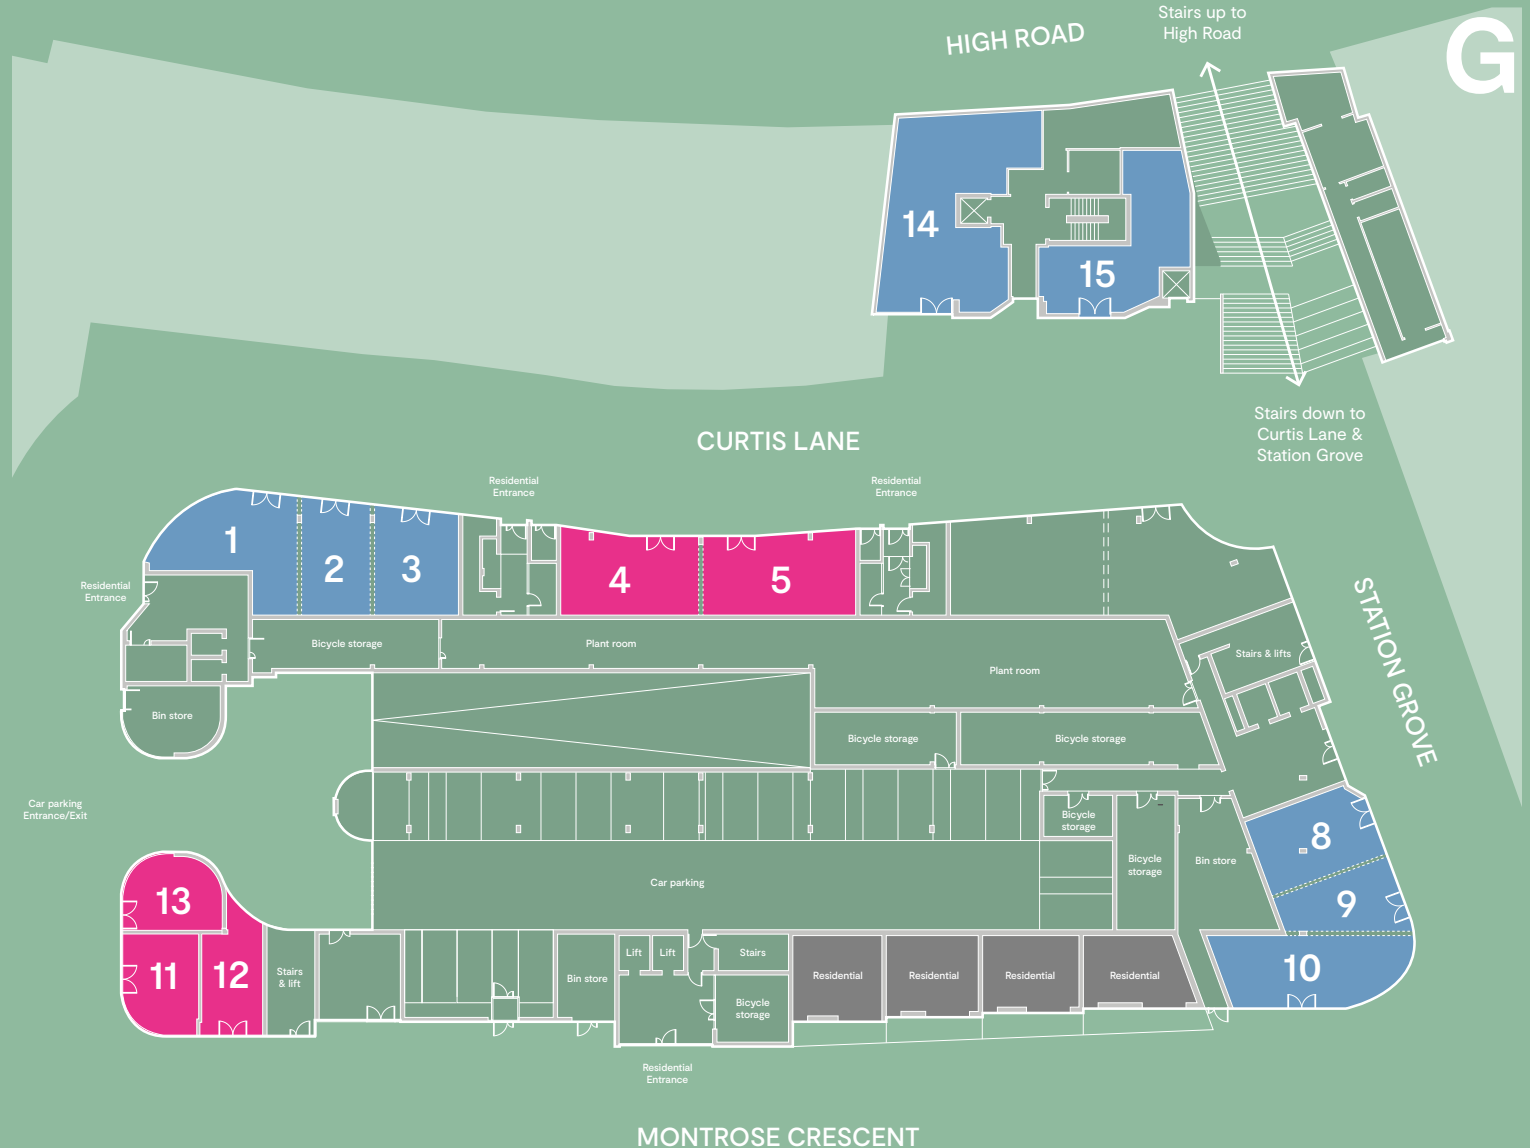 Stairs up to
High Road
G
HIGH ROAD
14
15
Stairs down to
Curtis Lane &
Station Grove
CURTIS LANE
Residential
Entrance
Residential
Entrance
1
2
3
4
5
Residential
Entrance
STATION GROVE
Bicycle storage
Plant room
Plant room
Stairs & lifts
Bin store
Bicycle storage
Bicycle storage
Car parking
Entrance/Exit
Bicycle
storage
8
Bicycle
storage
Bin store
Car parking
13
9
11
12
Stairs
& lift
Bin store
Lift
Lift
Stairs
Bicycle
storage
Residential
Residential
Residential
Residential
10
Residential
Entrance
MONTROSE CRESCENT